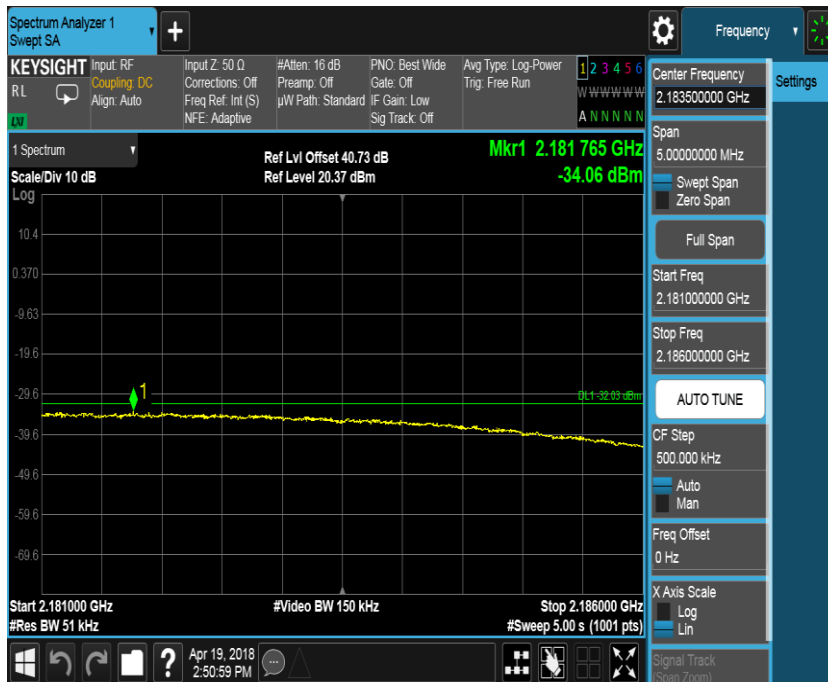 Spectrum Analyzer 1
Swept SA
+
Frequency
KEYSIGHT
RL
LXI
Input: RF
Coupling: DC
Align: Auto
Input Z: 50 Ω
Corrections: Off
Freq Ref: Int (S)
NFE: Adaptive
#Atten: 16 dB
Preamp: Off
µW Path: Standard
PNO: Best Wide
Gate: Off
IF Gain: Low
Sig Track: Off
Avg Type: Log-Power
Trig: Free Run
1 2 3 4 5 6
W W W W W W
A N N N N N
Settings
1 Spectrum
Scale/Div 10 dB
Ref Lvl Offset 40.73 dB
Ref Level 20.37 dBm
Mkr1 2.181 765 GHz
-34.06 dBm
Log
10.4
0.370
-9.63
-19.6
-29.6
-39.6
-49.6
-59.6
-69.6
1
DL1 -32.03 dBm
Start 2.181000 GHz
#Res BW 51 kHz
#Video BW 150 kHz
Stop 2.186000 GHz
#Sweep 5.00 s (1001 pts)
Center Frequency
2.183500000 GHz
Span
5.00000000 MHz
Swept Span
Zero Span
Full Span
Start Freq
2.181000000 GHz
Stop Freq
2.186000000 GHz
AUTO TUNE
CF Step
500.000 kHz
Auto
Man
Freq Offset
0 Hz
X Axis Scale
Log
Lin
Signal Track
(Span Zoom)
?
Apr 19, 2018
2:50:59 PM